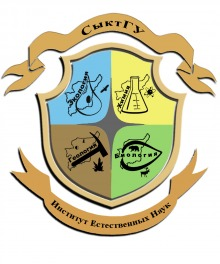 СыктГУ
Экология
Химия
Геология
Биология
Институт Естественных Наук